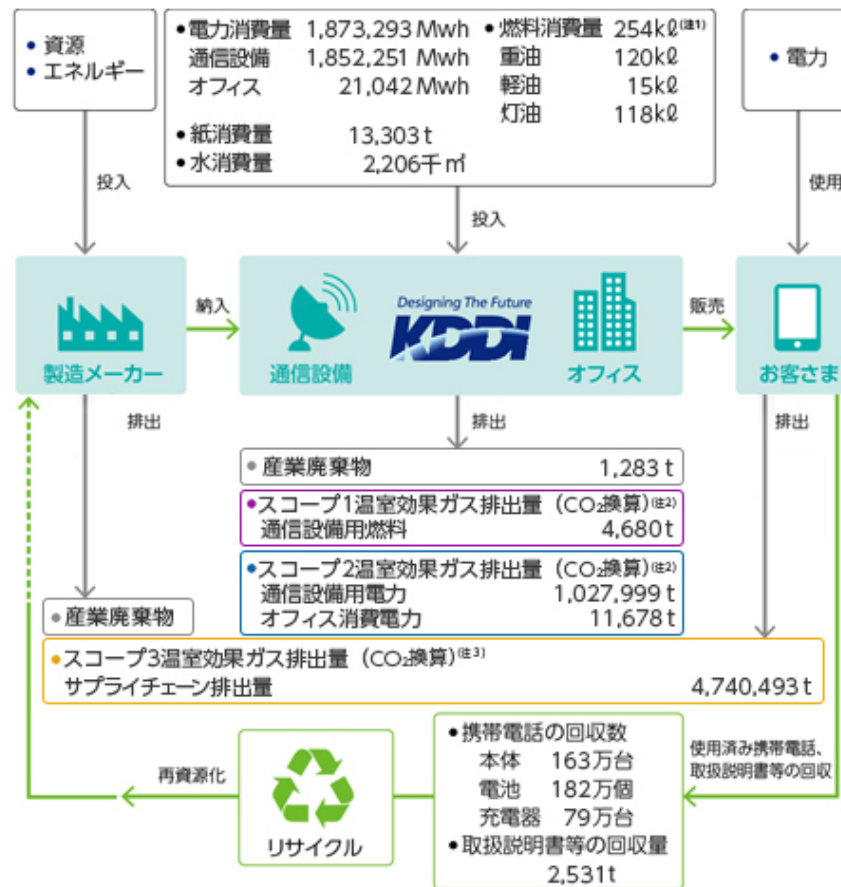 • 資源
• エネルギー
• 電力消費量 1,873,293 Mwh
通信設備 1,852,251 Mwh
オフィス 21,042 Mwh
• 紙消費量 13,303 t
• 水消費量 2,206千㎥
• 燃料消費量 254kℓ(注1)
重油 120kℓ
軽油 15kℓ
灯油 118kℓ
• 電力
投入
投入
使用
製造メーカー
納入
通信設備
Designing The Future
KDDI
オフィス
販売
お客さま
排出
排出
排出
• 産業廃棄物 1,283 t
• スコープ1温室効果ガス排出量（CO₂換算）(注2)
通信設備用燃料 4,680 t
• スコープ2温室効果ガス排出量（CO₂換算）(注2)
通信設備用電力 1,027,999 t
オフィス消費電力 11,678 t
• 産業廃棄物
• スコープ3温室効果ガス排出量（CO₂換算）(注3)
サプライチェーン排出量 4,740,493 t
再資源化
リサイクル
• 携帯電話の回収数
本体 163万台
電池 182万個
充電器 79万台
• 取扱説明書等の回収量
2,531t
使用済み携帯電話、
取扱説明書等の回収